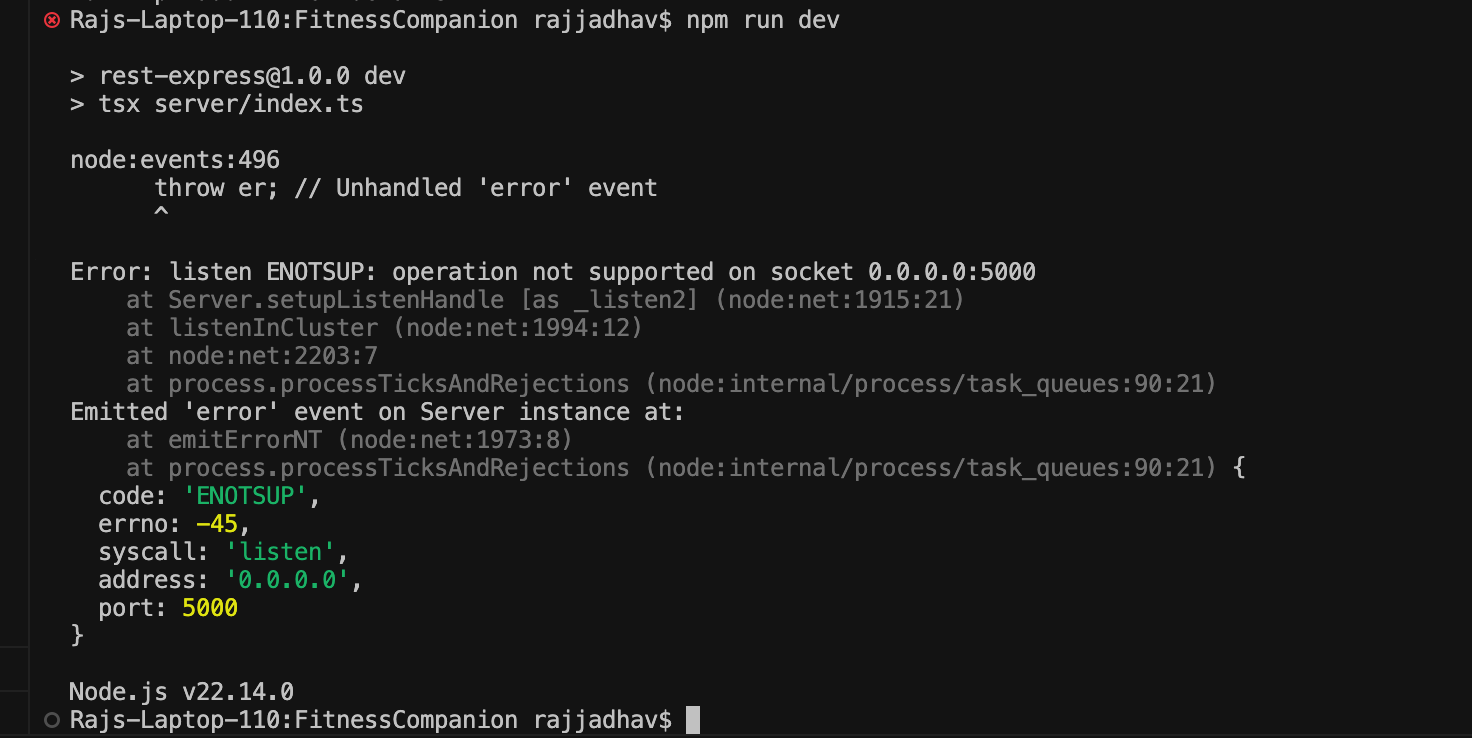 Rajs-Laptop-110:FitnessCompanion rajjadhav$ npm run dev
> rest-express@1.0.0 dev
> tsx server/index.ts
node:events:496
throw er; // Unhandled 'error' event
^
Error: listen ENOTSUP: operation not supported on socket 0.0.0.0:5000
at Server.setupListenHandle [as _listen2] (node:net:1915:21)
at listenInCluster (node:net:1994:12)
at node:net:2203:7
at process.processTicksAndRejections (node:internal/process/task_queues:90:21)
Emitted 'error' event on Server instance at:
at emitErrorNT (node:net:1973:8)
at process.processTicksAndRejections (node:internal/process/task_queues:90:21) {
code: 'ENOTSUP',
errno: -45,
syscall: 'listen',
address: '0.0.0.0',
port: 5000
}
Node.js v22.14.0
Rajs-Laptop-110:FitnessCompanion rajjadhav$